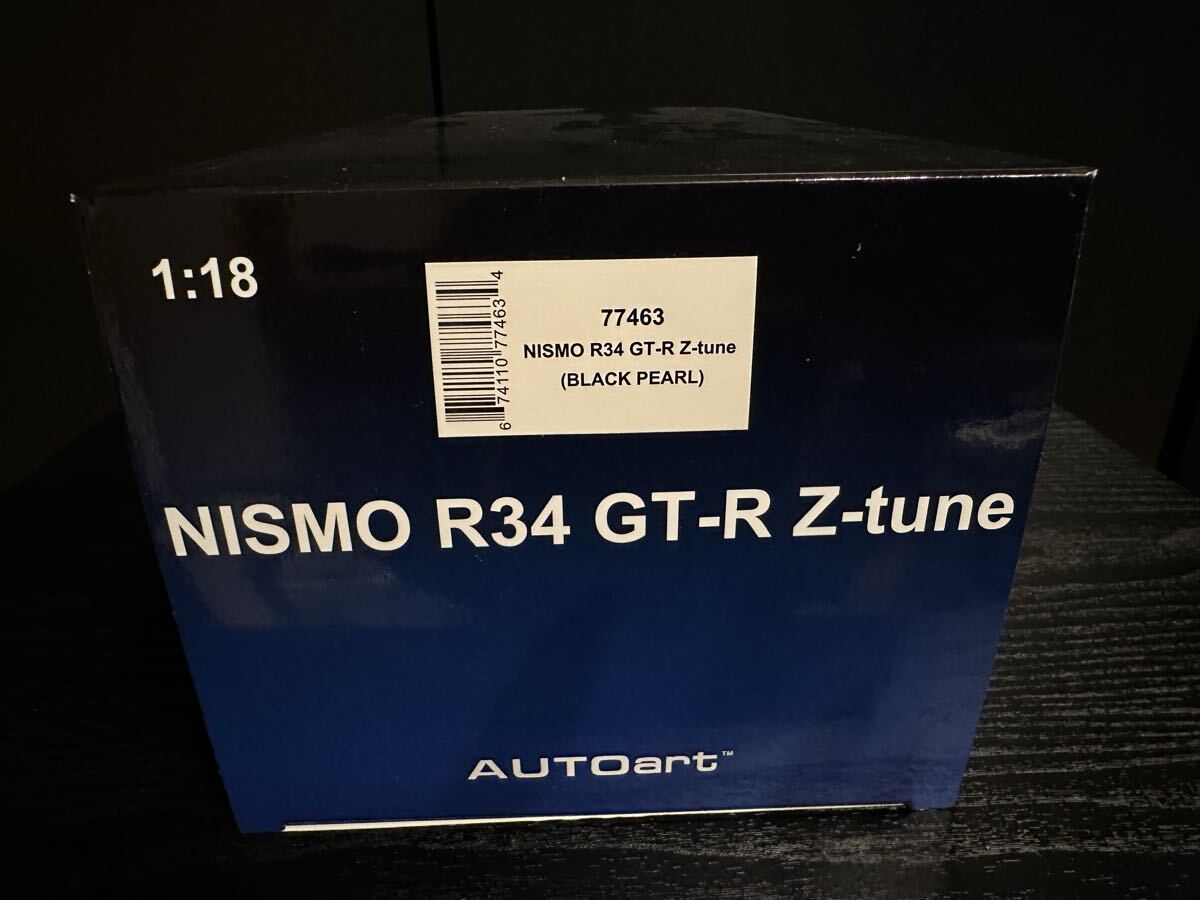 1:18
6 74110 77463 4
77463
NISMO R34 GT-R Z-tune
(BLACK PEARL)
NISMO R34 GT-R Z-tune
AUTOart™